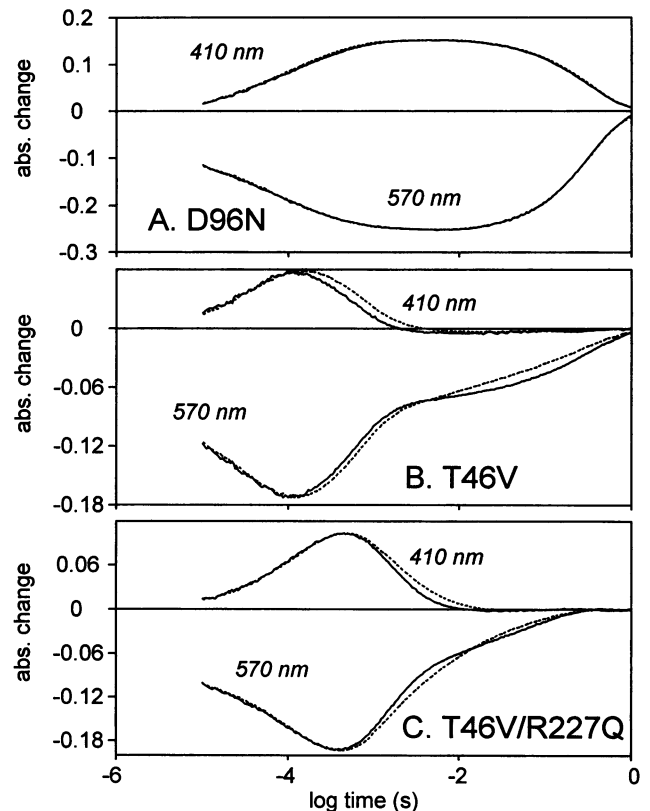 0.2
0.1
0
-0.1
-0.2
-0.3
abs. change
410 nm
570 nm
A. D96N
0
-0.06
-0.12
-0.18
abs. change
410 nm
570 nm
B. T46V
0.06
0
-0.06
-0.12
-0.18
abs. change
410 nm
570 nm
C. T46V/R227Q
-6 -4 -2 0
log time (s)